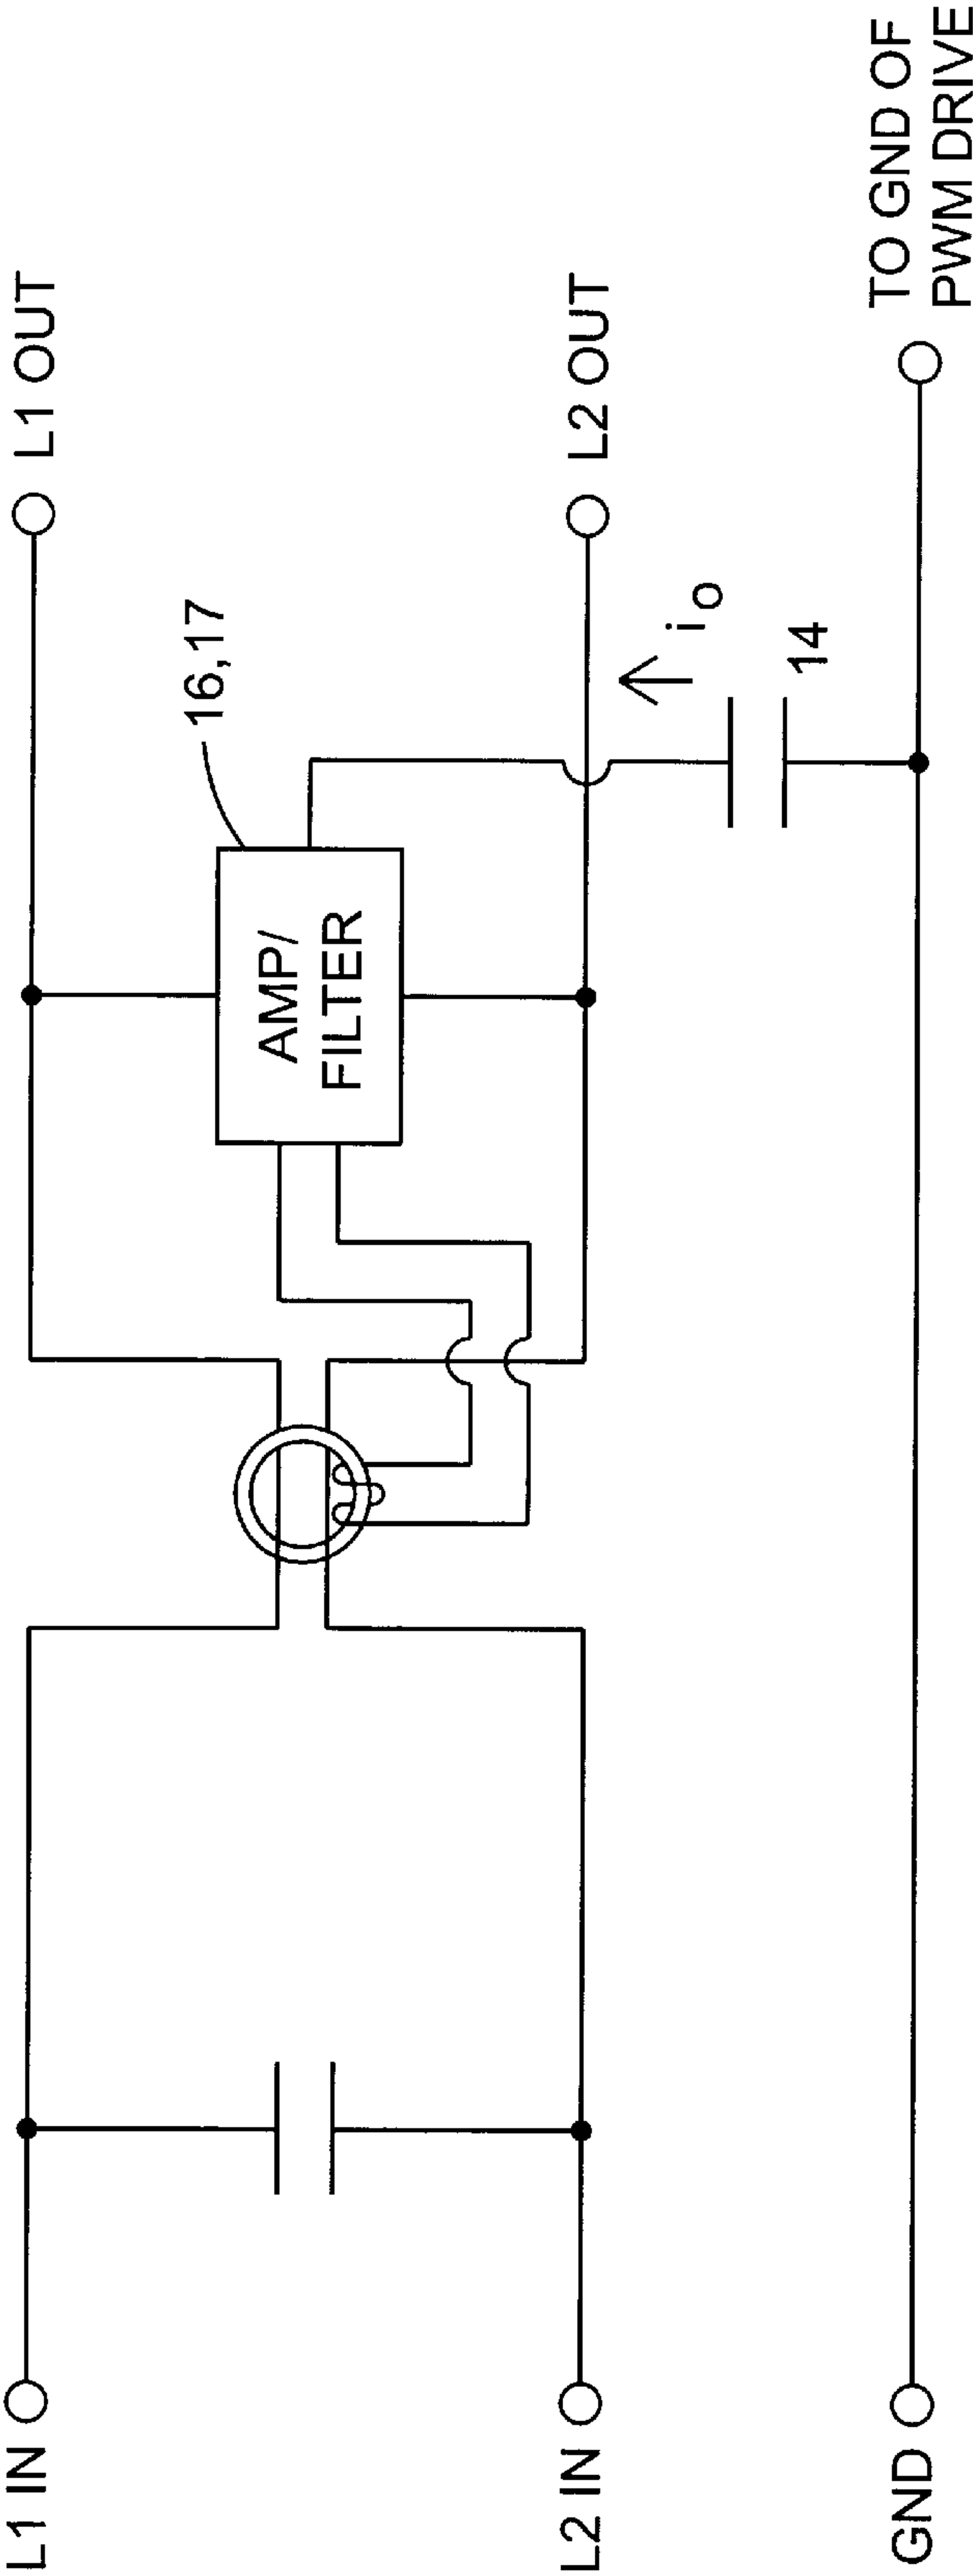 L1 IN
L1 OUT
16,17
AMP/
FILTER
L2 IN
L2 OUT
i o
14
GND
TO GND OF
PWM DRIVE